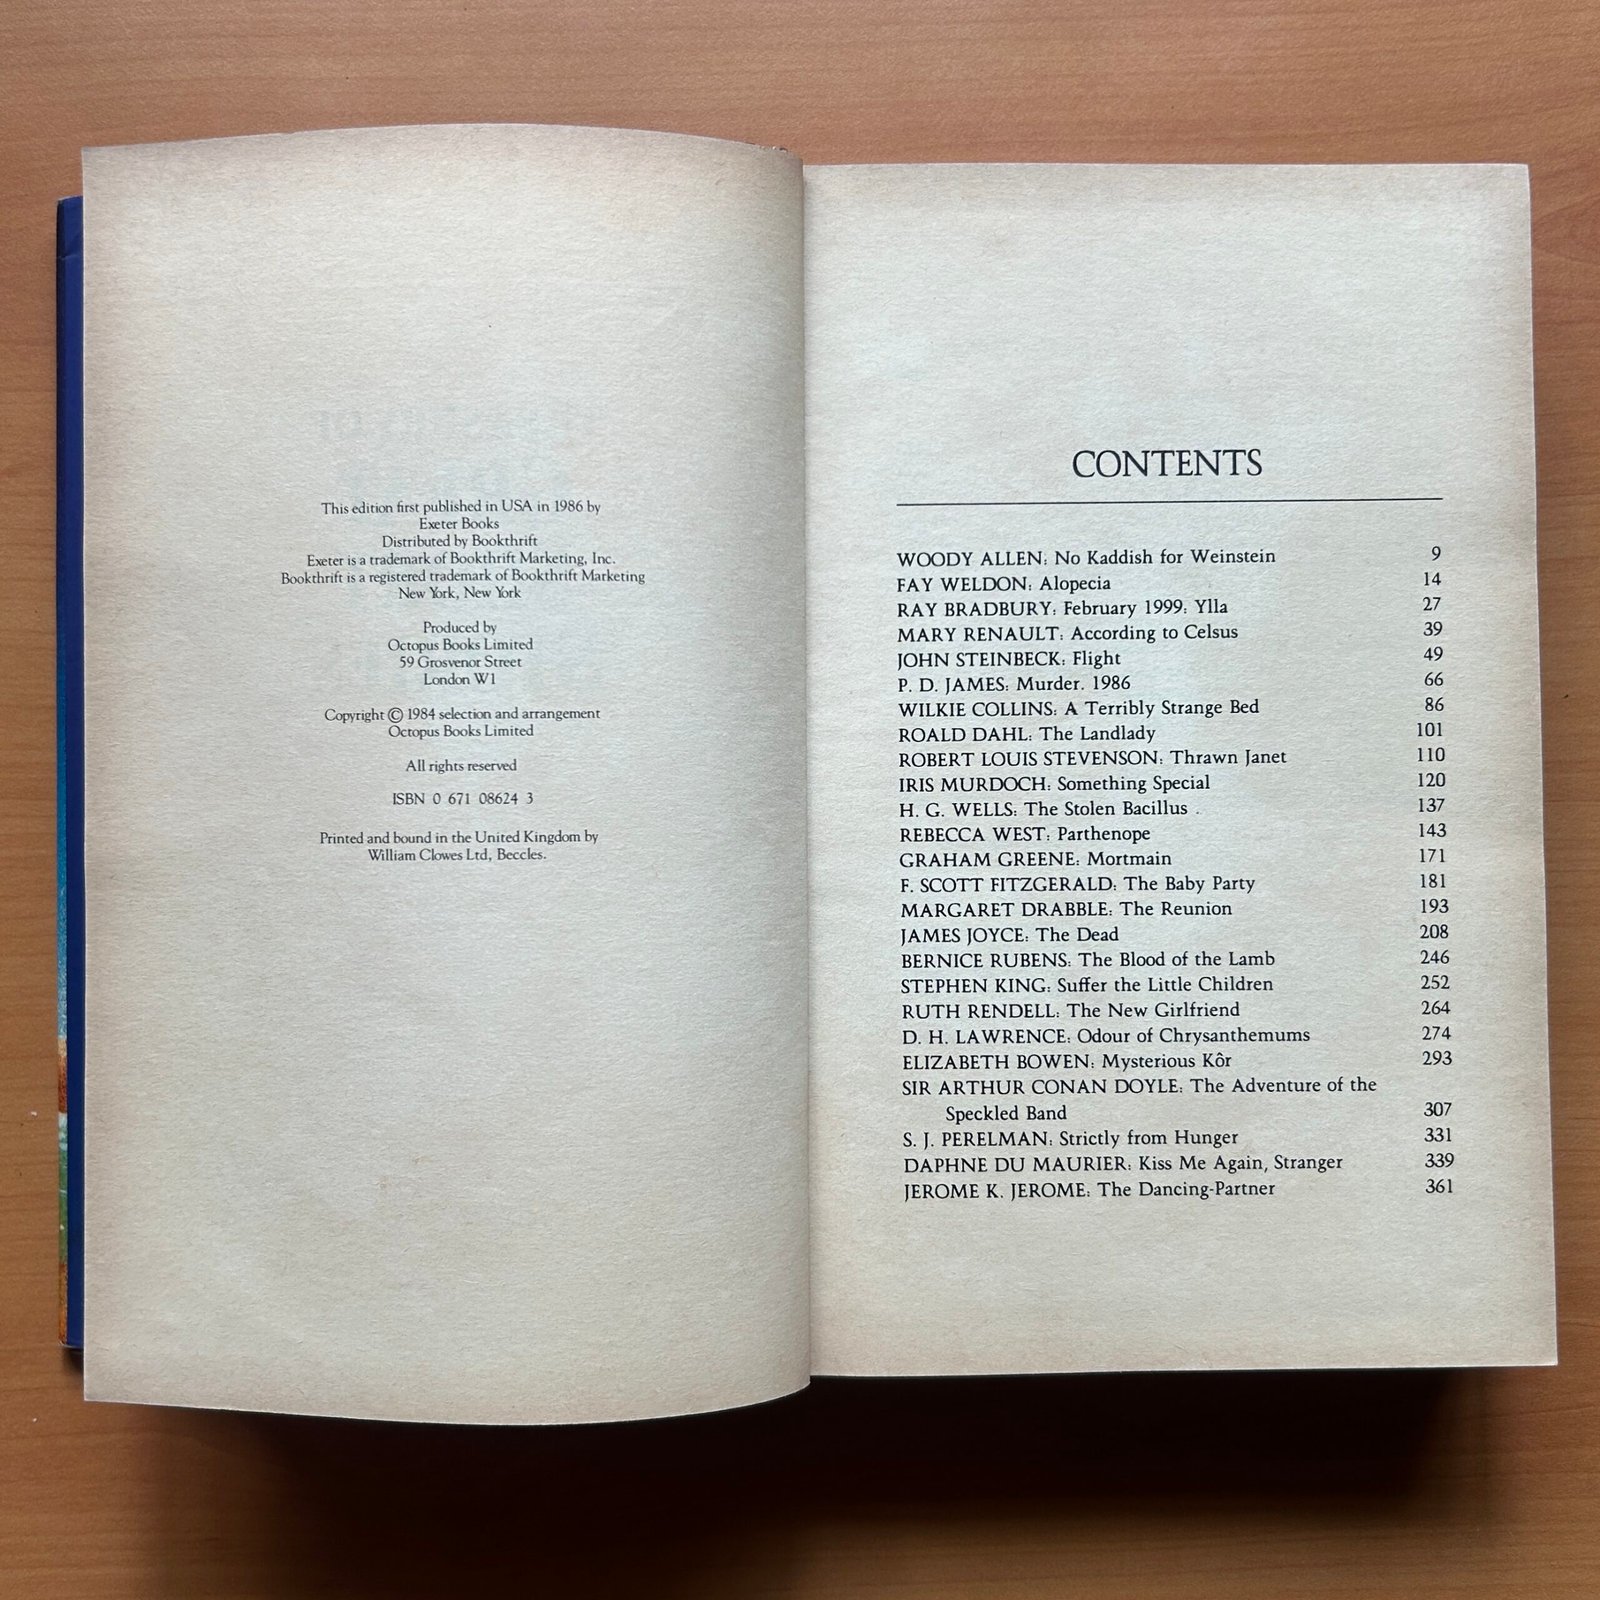 This edition first published in USA in 1986 by
Exeter Books
Distributed by Bookthrift
Exeter is a trademark of Bookthrift Marketing, Inc.
Bookthrift is a registered trademark of Bookthrift Marketing
New York, New York
Produced by
Octopus Books Limited
59 Grosvenor Street
London W1
Copyright © 1984 selection and arrangement
Octopus Books Limited
All rights reserved
ISBN 0 671 08624 3
Printed and bound in the United Kingdom by
William Clowes Ltd, Beccles.
CONTENTS
WOODY ALLEN: No Kaddish for Weinstein 9
FAY WELDON: Alopecia 14
RAY BRADBURY: February 1999: Ylla 27
MARY RENAULT: According to Celsus 39
JOHN STEINBECK: Flight 49
P. D. JAMES: Murder. 1986 66
WILKIE COLLINS: A Terribly Strange Bed 86
ROALD DAHL: The Landlady 101
ROBERT LOUIS STEVENSON: Thrawn Janet 110
IRIS MURDOCH: Something Special 120
H. G. WELLS: The Stolen Bacillus 137
REBECCA WEST: Parthenope 143
GRAHAM GREENE: Mortmain 171
F. SCOTT FITZGERALD: The Baby Party 181
MARGARET DRABBLE: The Reunion 193
JAMES JOYCE: The Dead 208
BERNICE RUBENS: The Blood of the Lamb 246
STEPHEN KING: Suffer the Little Children 252
RUTH RENDELL: The New Girlfriend 264
D. H. LAWRENCE: Odour of Chrysanthemums 274
ELIZABETH BOWEN: Mysterious Kôr 293
SIR ARTHUR CONAN DOYLE: The Adventure of the
Speckled Band 307
S. J. PERELMAN: Strictly from Hunger 331
DAPHNE DU MAURIER: Kiss Me Again, Stranger 339
JEROME K. JEROME: The Dancing-Partner 361